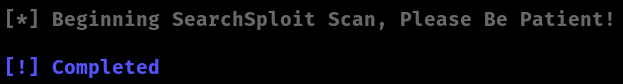 [*] Beginning SearchSploit Scan, Please Be Patient!
[!] Completed